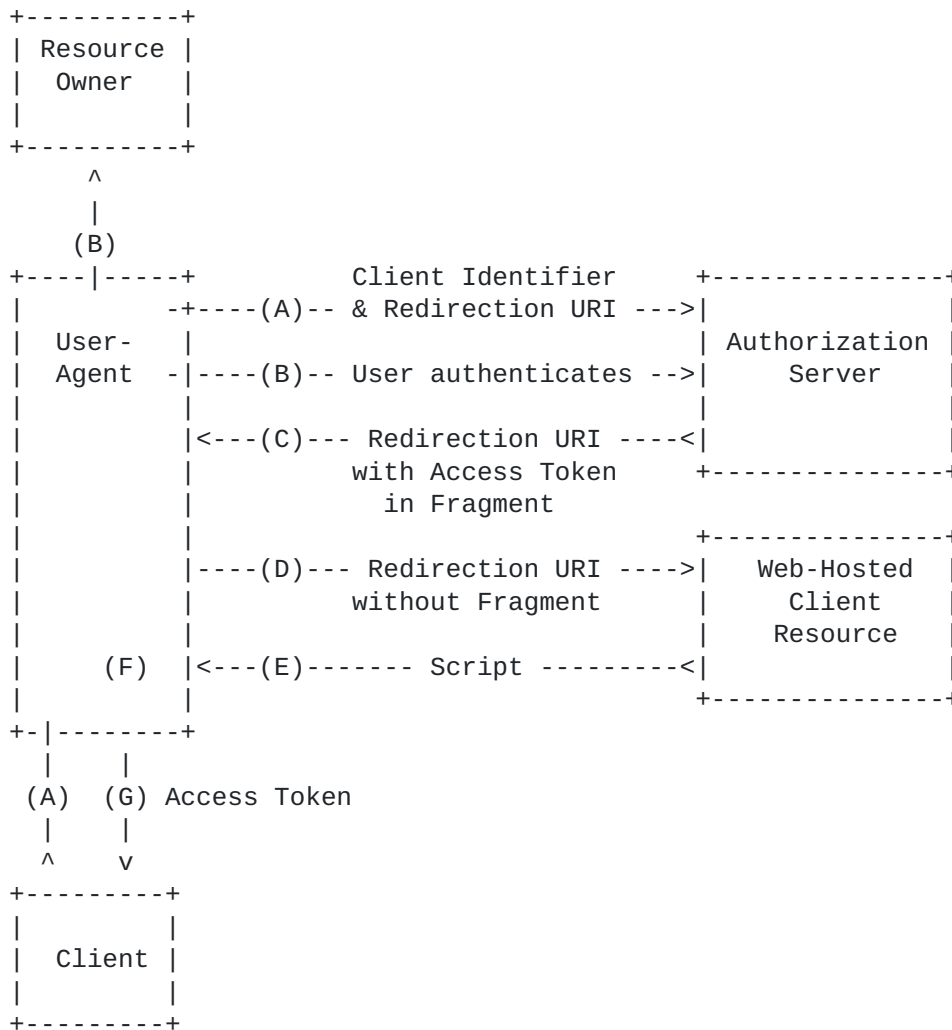 +----------+
| Resource |
|  Owner   |
|          |
+----------+
     ^
     |
    (B)
+----|-----+          Client Identifier     +---------------+
|         -+----(A)-- & Redirection URI --->|               |
|  User-   |                                | Authorization |
|  Agent  -|----(B)-- User authenticates -->|     Server    |
|          |                                |               |
|          |<---(C)--- Redirection URI ----<|               |
|          |          with Access Token     +---------------+
|          |            in Fragment
|          |                                +---------------+
|          |----(D)--- Redirection URI ---->|   Web-Hosted  |
|          |          without Fragment      |     Client    |
|          |                                |    Resource   |
|     (F)  |<---(E)------- Script ---------<|               |
|          |                                +---------------+
+-|--------+
  |    |
 (A)  (G) Access Token
  |    |
  ^    v
+---------+
|         |
|  Client |
|         |
+---------+